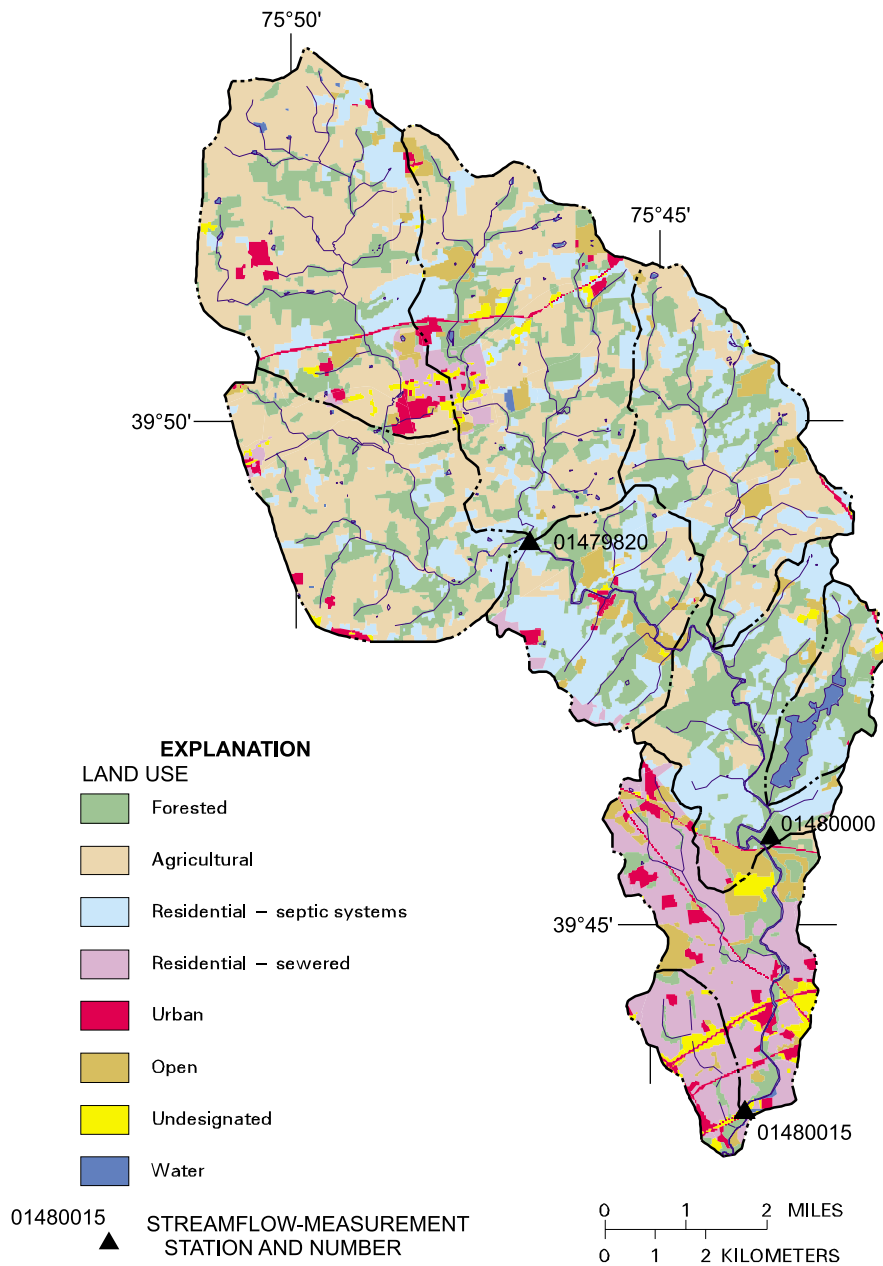 75°50'
75°45'
39°50'
01479820
EXPLANATION
LAND USE
Forested
Agricultural
Residential – septic systems
Residential – sewered
Urban
Open
Undesignated
Water
01480000
39°45'
01480015
01480015 STREAMFLOW-MEASUREMENT
STATION AND NUMBER
0 1 2 MILES
0 1 2 KILOMETERS